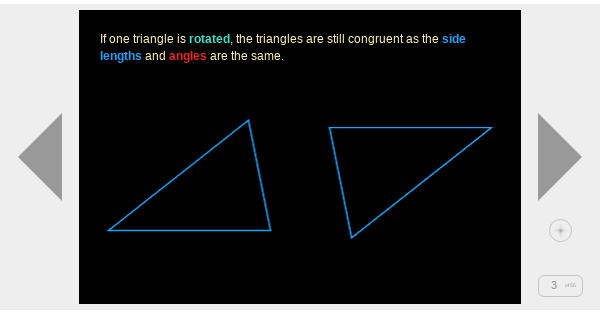 If one triangle is rotated, the triangles are still congruent as the side
lengths and angles are the same.
3